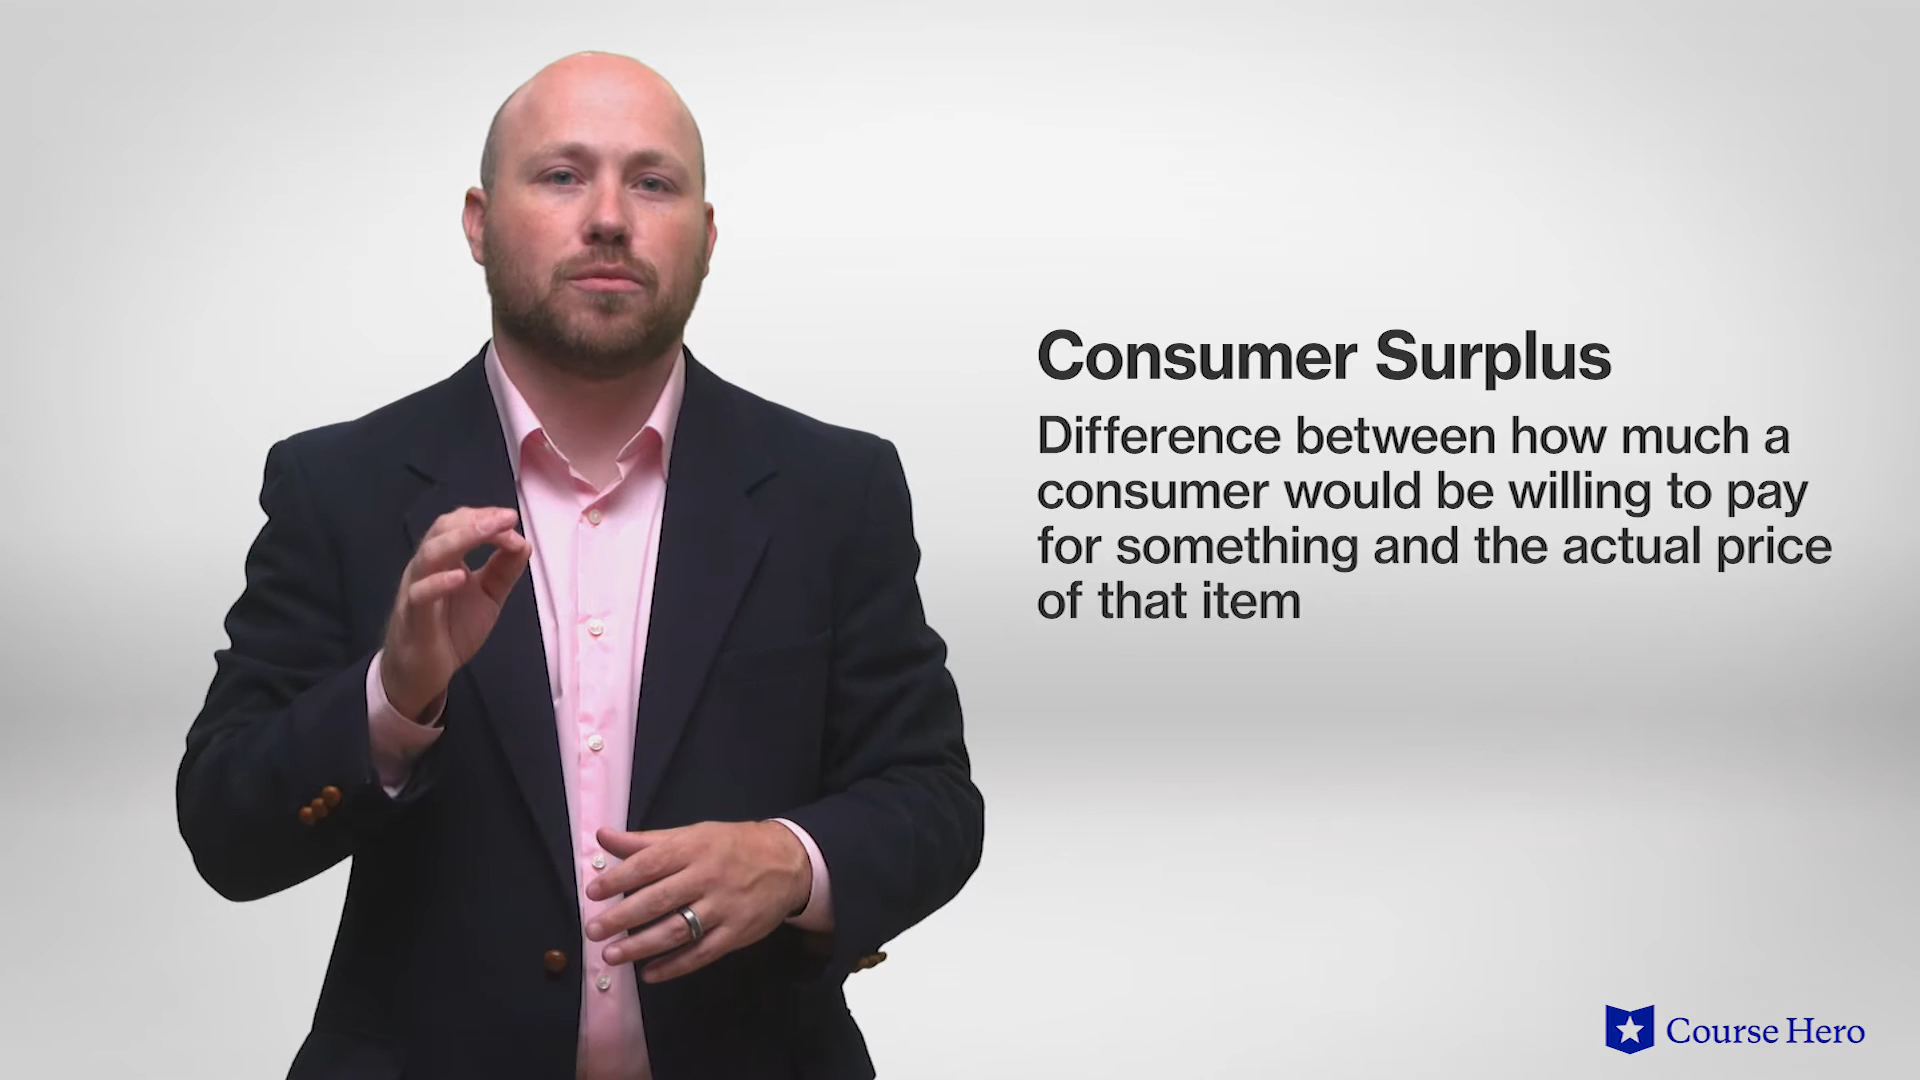 Consumer Surplus
Difference between how much a
consumer would be willing to pay
for something and the actual price
of that item
Course Hero